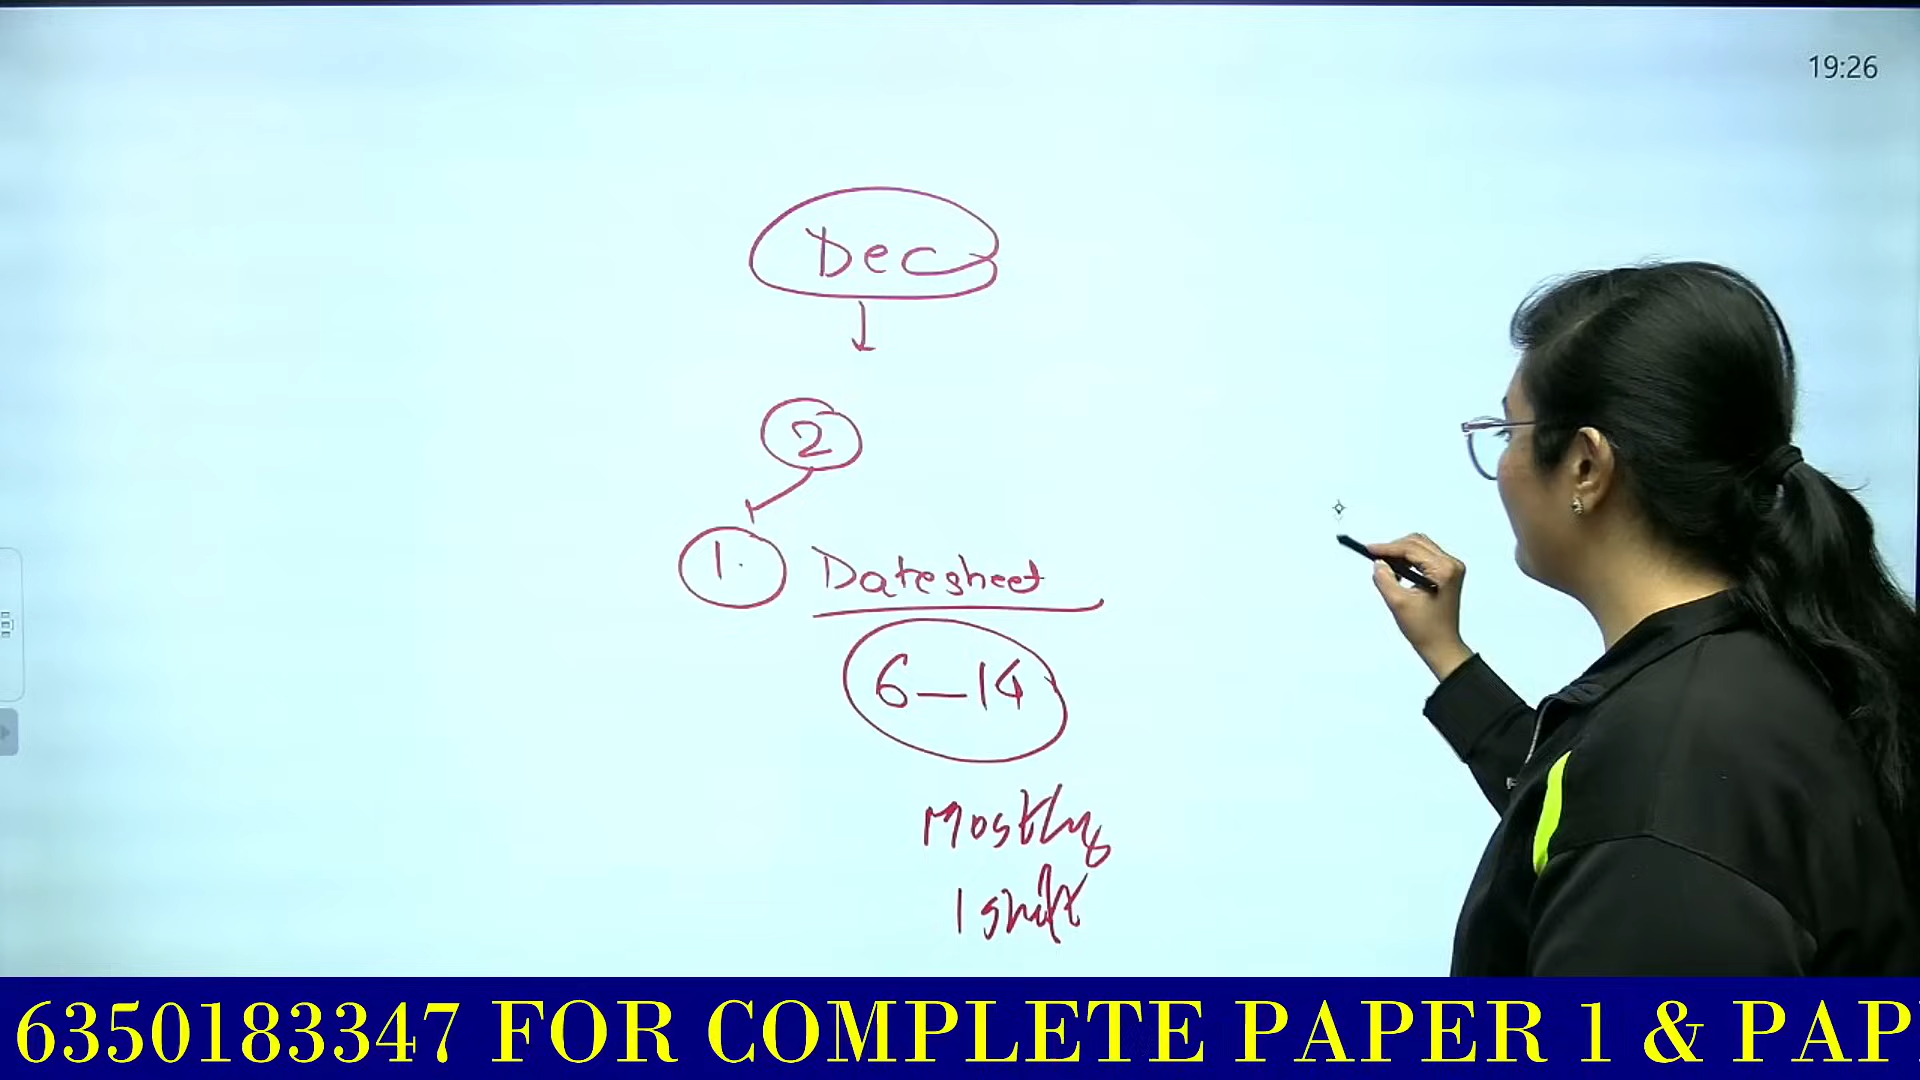 19:26
Dec
2
1. Datesheet
6-14
Mostly
1 shift
6350183347 FOR COMPLETE PAPER 1 & PAP